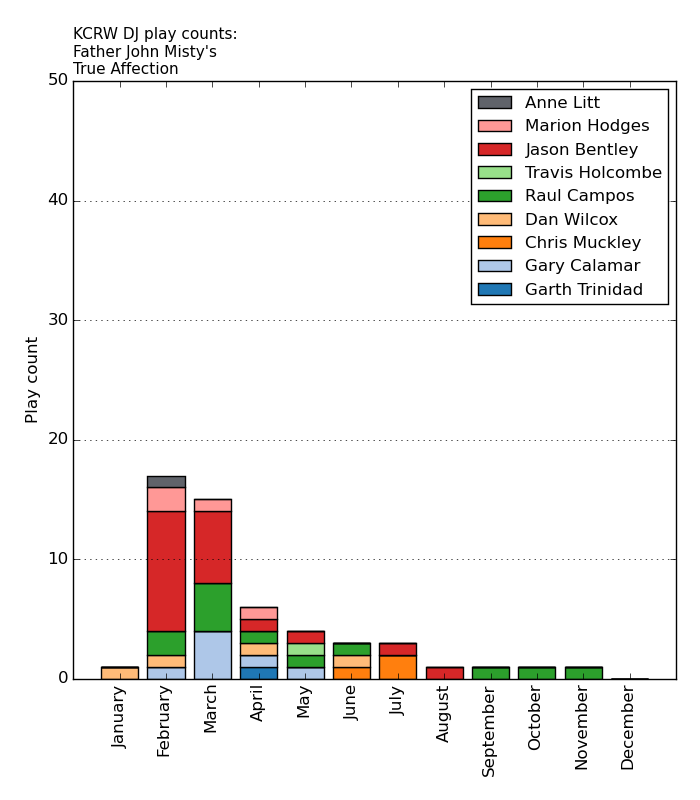 KCRW DJ play counts:
Father John Misty's
True Affection
50
40
30
20
10
0
Play count
Anne Litt
Marion Hodges
Jason Bentley
Travis Holcombe
Raul Campos
Dan Wilcox
Chris Muckley
Gary Calamar
Garth Trinidad
January
February
March
April
May
June
July
August
September
October
November
December